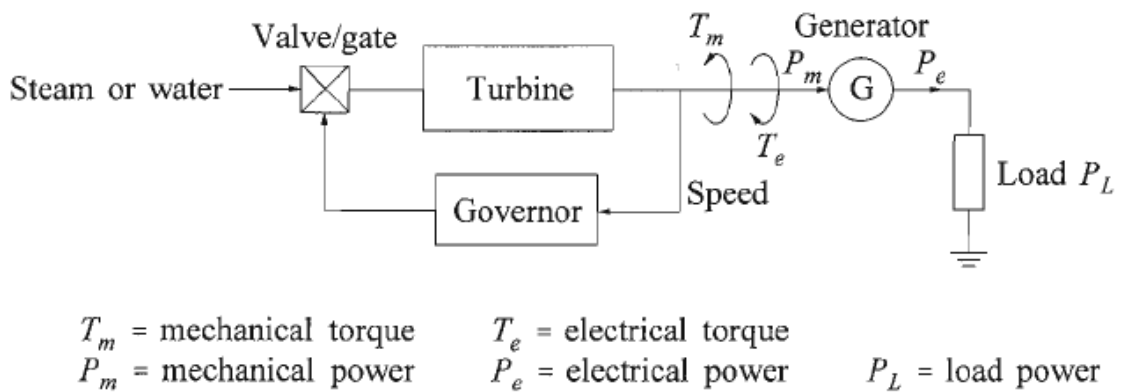 Valve/gate
T_m
Generator
Steam or water
Turbine
P_m
G
P_e
T_e
Load P_L
Governor
Speed
T_m = mechanical torque
T_e = electrical torque
P_m = mechanical power
P_e = electrical power
P_L = load power